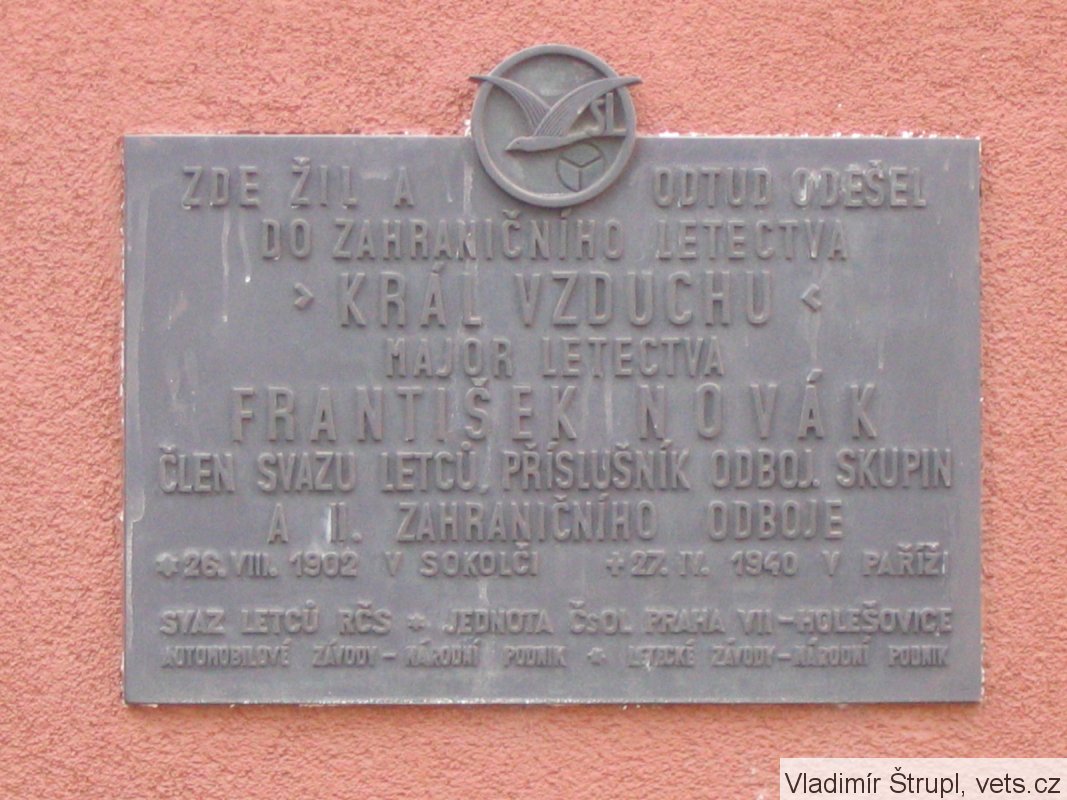 SL
ZDE ŽIL A ODTUD ODEŠEL
DO ZAHRANIČNÍHO LETECTVA
> KRÁL VZDUCHU <
MAJOR LETECTVA
FRANTIŠEK NOVÁK
ČLEN SVAZU LETCŮ, PŘÍSLUŠNÍK ODBOJ. SKUPIN
A II. ZAHRANIČNÍHO ODBOJE
* 26. VIII. 1902 V SOKOLČI + 27. IV. 1940 V PAŘÍŽI
SVAZ LETCŮ RČS * JEDNOTA ČsOL PRAHA VII - HOLEŠOVICE
AUTOMOBILOVÉ ZÁVODY - NÁRODNÍ PODNIK * LETECKÉ ZÁVODY - NÁRODNÍ PODNIK
Vladimír Štrupl, vets.cz